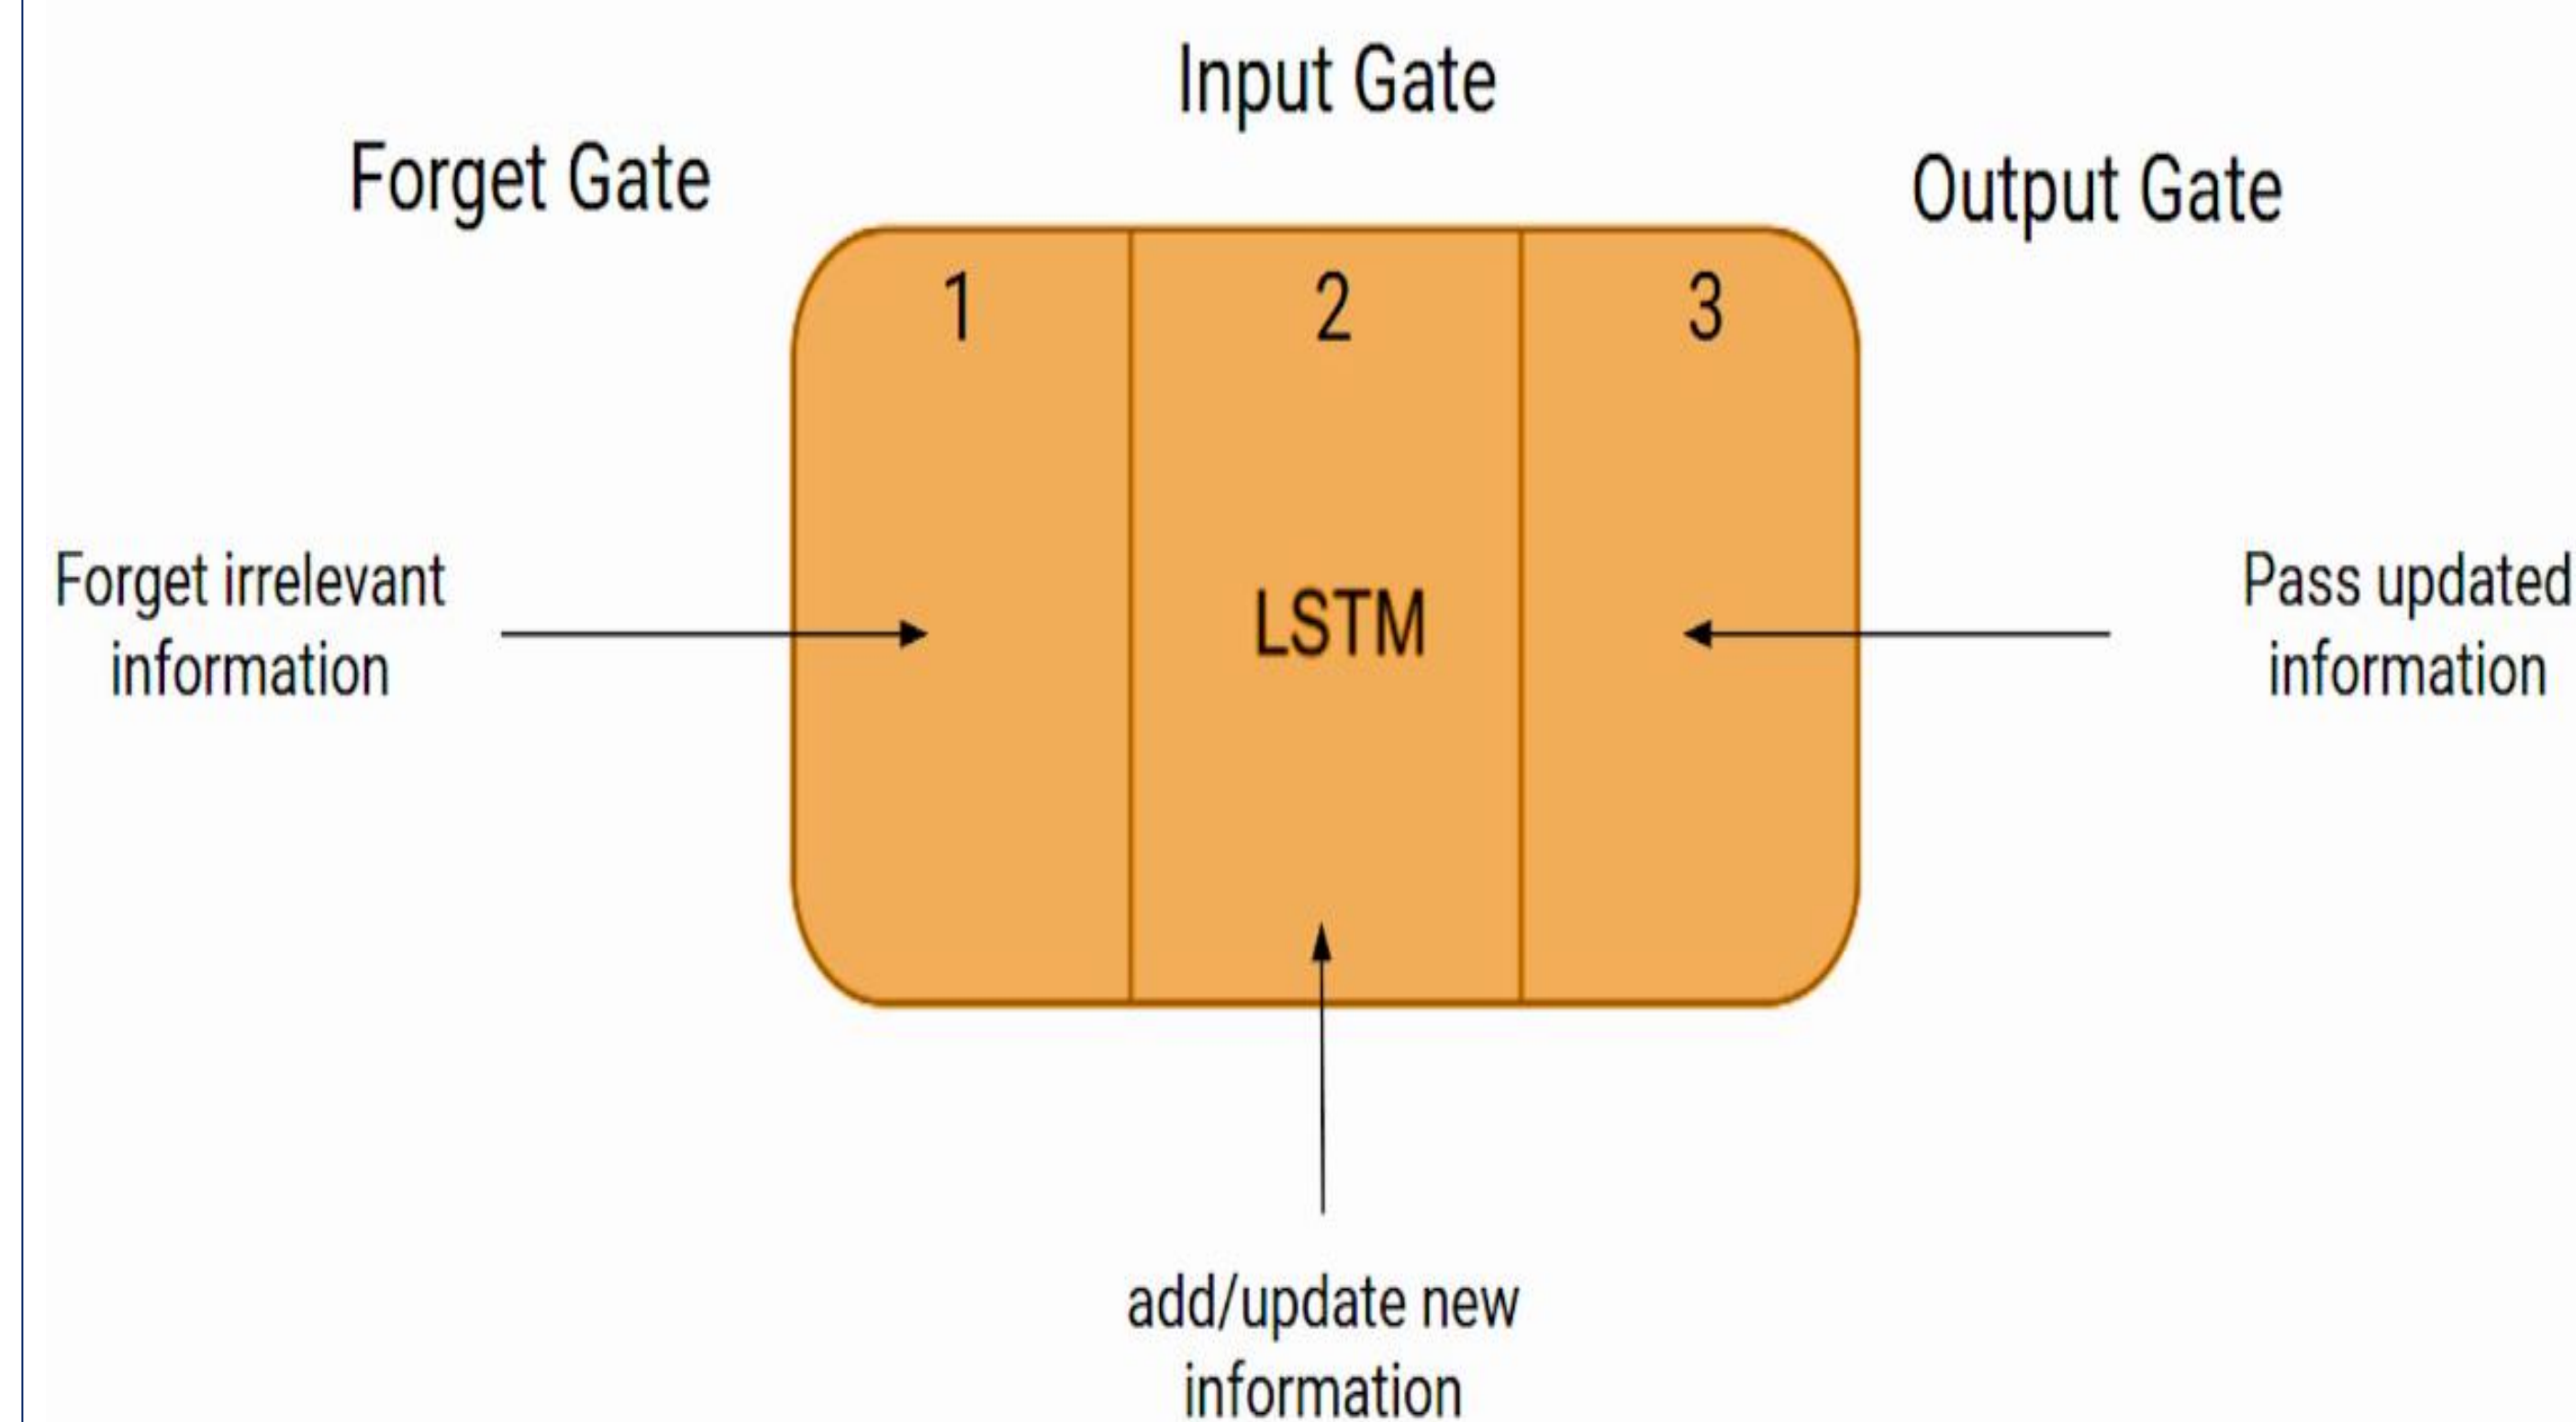 Input Gate
Forget Gate
Output Gate
1
2
3
Forget irrelevant
information
LSTM
Pass updated
information
add/update new
information